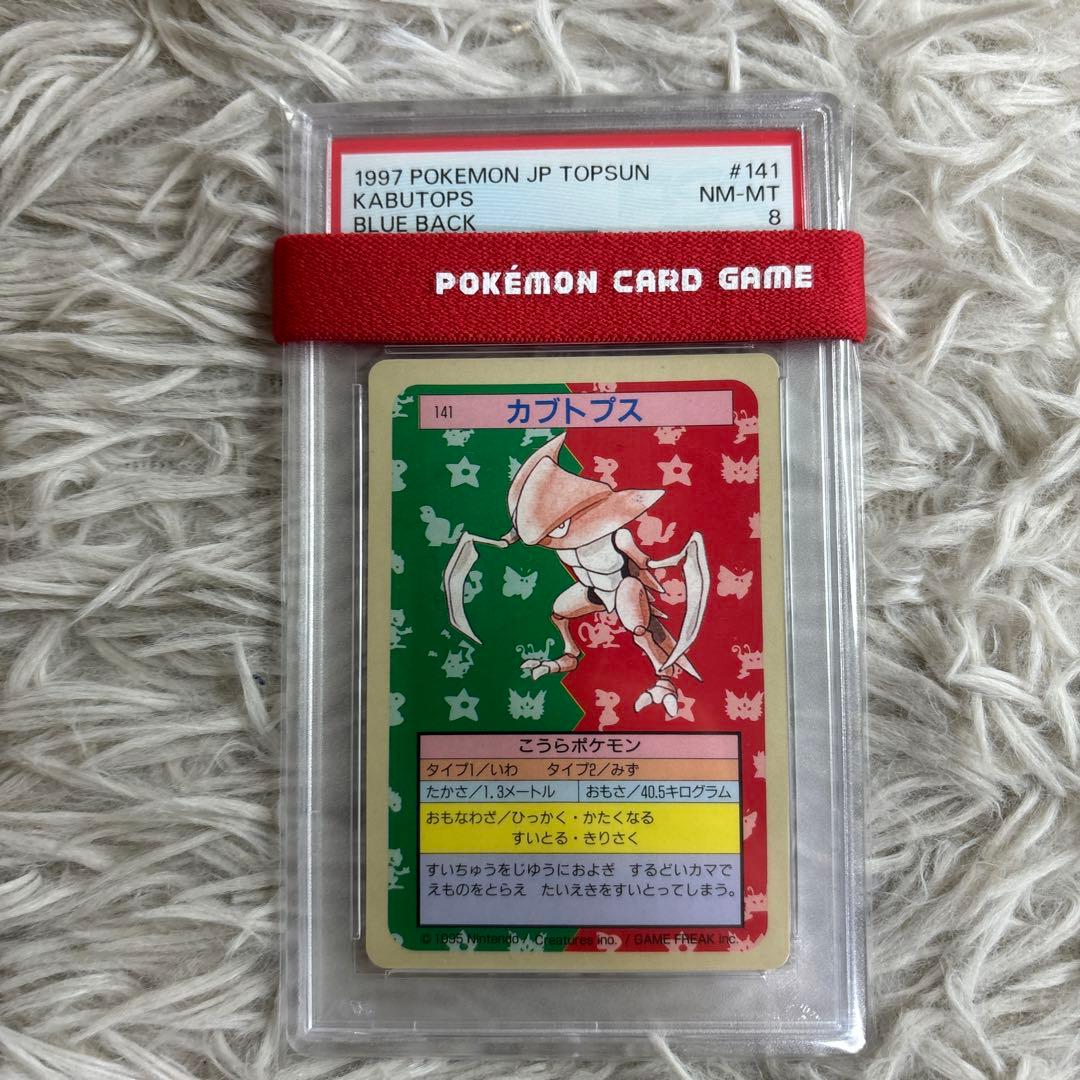 1997 POKEMON JP TOPSUN #141
KABUTOPS NM-MT
BLUE BACK 8
POKÉMON CARD GAME
141 カブトプス
こうらポケモン
タイプ1/いわ タイプ2/みず
たかさ/1.3メートル おもさ/40.5キログラム
おもなわざ/ひっかく・かたくなる
すいとる・きりさく
すいちゅうをじゆうにおよぎ するどいカマで
えものをとらえ たいえきをすいとってしまう。
© 1995 Nintendo / Creatures inc. / GAME FREAK inc.